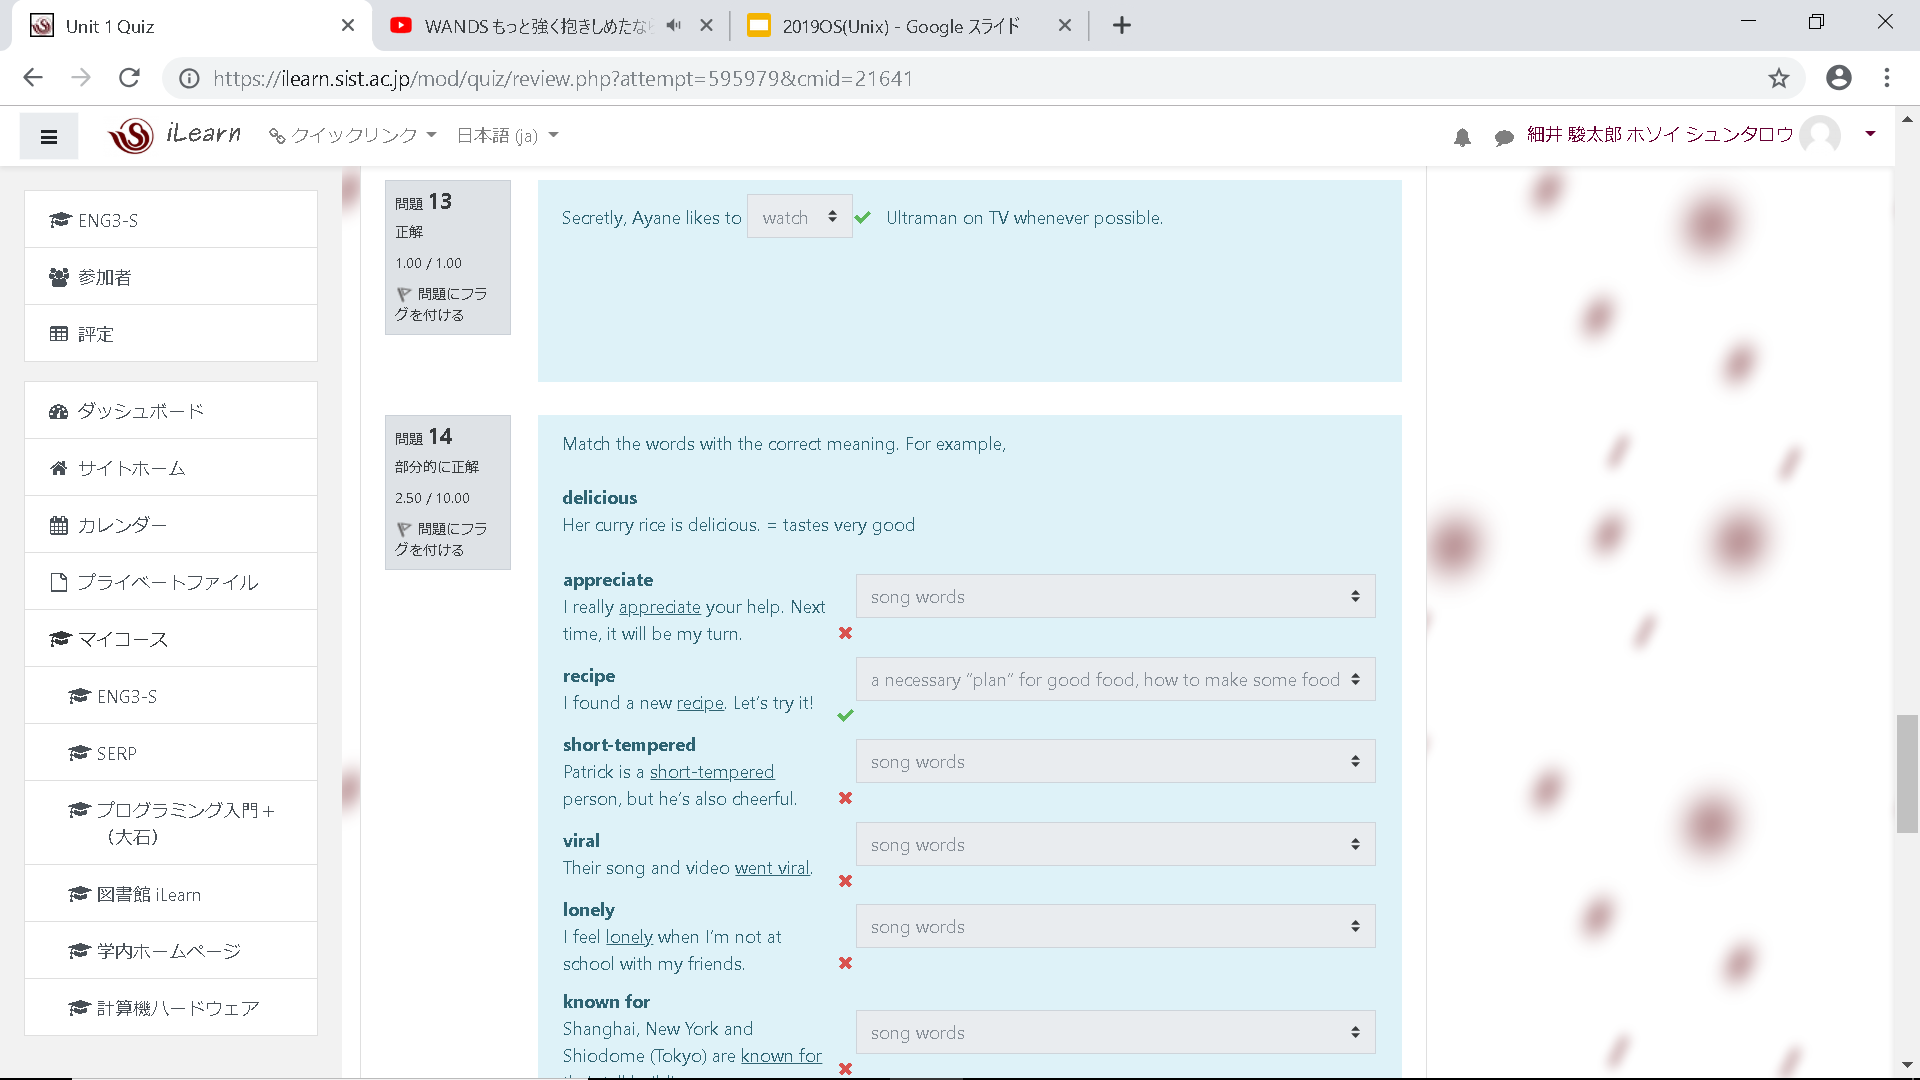 Unit 1 Quiz
WANDS もっと強く抱きしめたなら
2019OS(Unix) - Google スライド
https://ilearn.sist.ac.jp/mod/quiz/review.php?attempt=595979&cmid=21641
iLearn
クイックリンク
日本語 (ja)
細井 駿太郎 ホソイ シュンタロウ
ENG3-S
参加者
評定
ダッシュボード
サイトホーム
カレンダー
プライベートファイル
マイコース
ENG3-S
SERP
プログラミング入門+
(大石)
図書館 iLearn
学内ホームページ
計算機ハードウェア
問題 13
正解
1.00 / 1.00
問題にフラ
グを付ける
Secretly, Ayane likes to watch Ultraman on TV whenever possible.
問題 14
部分的に正解
2.50 / 10.00
問題にフラ
グを付ける
Match the words with the correct meaning. For example,
delicious
Her curry rice is delicious. = tastes very good
appreciate
I really appreciate your help. Next
time, it will be my turn.
song words
recipe
I found a new recipe. Let's try it!
a necessary "plan" for good food, how to make some food
short-tempered
Patrick is a short-tempered
person, but he's also cheerful.
song words
viral
Their song and video went viral.
song words
lonely
I feel lonely when I'm not at
school with my friends.
song words
known for
Shanghai, New York and
Shiodome (Tokyo) are known for
song words